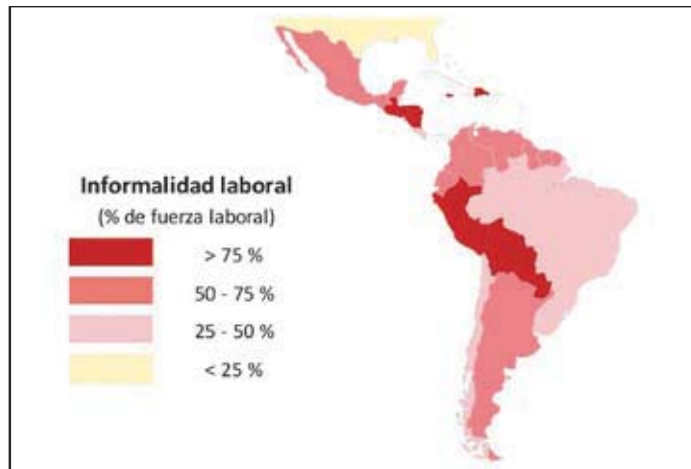 Informalidad laboral
(% de fuerza laboral)
> 75 %
50 - 75 %
25 - 50 %
< 25 %